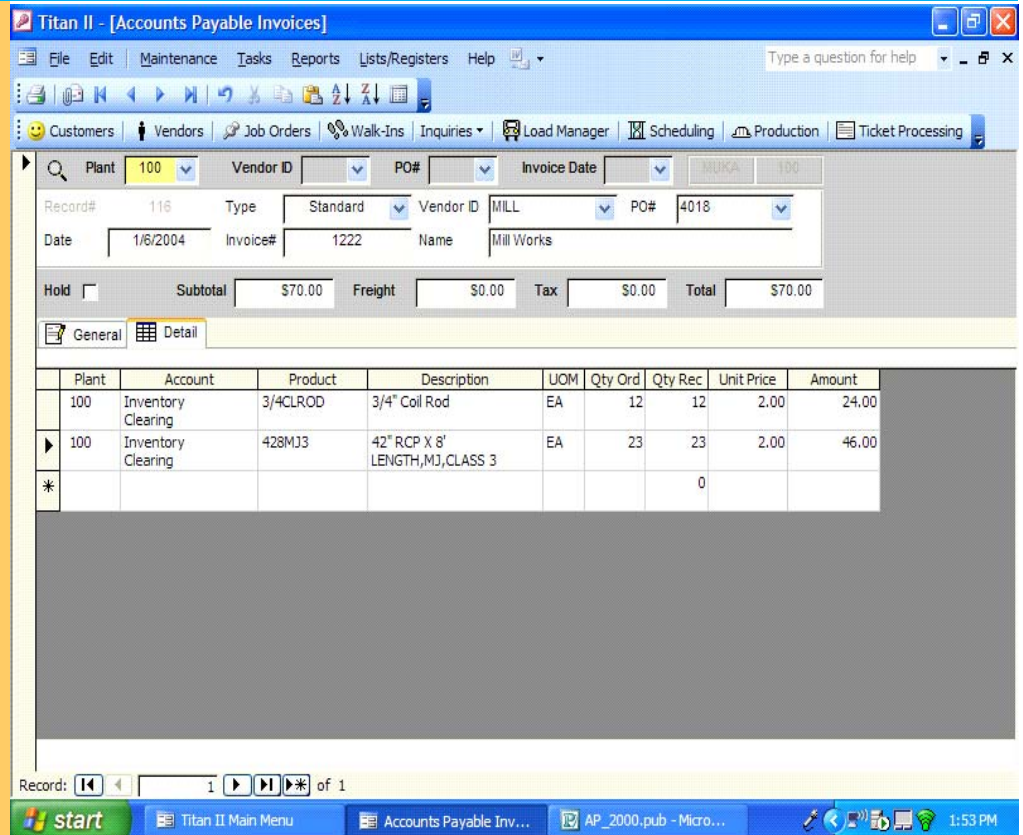 Titan II - [Accounts Payable Invoices]
File Edit Maintenance Tasks Reports Lists/Registers Help Type a question for help
Customers Vendors Job Orders Walk-Ins Inquiries Load Manager Scheduling Production Ticket Processing
Plant 100 Vendor ID PO# Invoice Date MUKA 100
Record# 116 Type Standard Vendor ID MILL PO# 4018
Date 1/6/2004 Invoice# 1222 Name Mill Works
Hold Subtotal $70.00 Freight $0.00 Tax $0.00 Total $70.00
General Detail
Plant Account Product Description UOM Qty Ord Qty Rec Unit Price Amount
100 Inventory 3/4CLROD 3/4" Coil Rod EA 12 12 2.00 24.00
Clearing
100 Inventory 428MJ3 42" RCP X 8' EA 23 23 2.00 46.00
Clearing LENGTH,MJ,CLASS 3
0
Record: 1 of 1
start Titan II Main Menu Accounts Payable Inv... AP_2000.pub - Micro... 1:53 PM